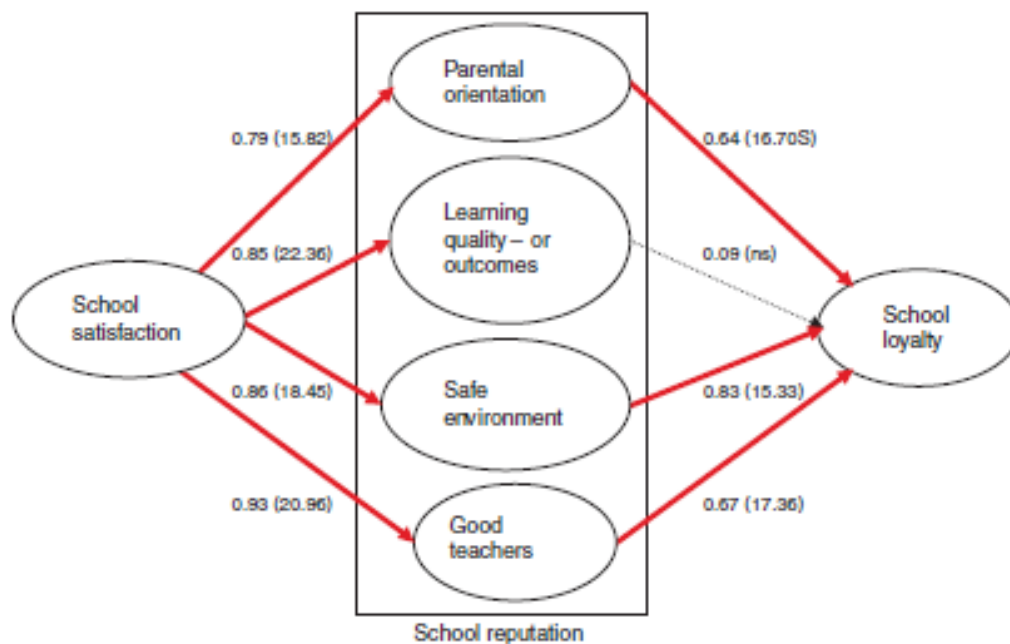 Parental
orientation
0.79 (15.82)
0.64 (16.70S)
Learning
quality – or
outcomes
0.85 (22.36)
0.09 (ns)
School
satisfaction
School
loyalty
Safe
environment
0.86 (18.45)
0.83 (15.33)
0.93 (20.96)
0.67 (17.36)
Good
teachers
School reputation